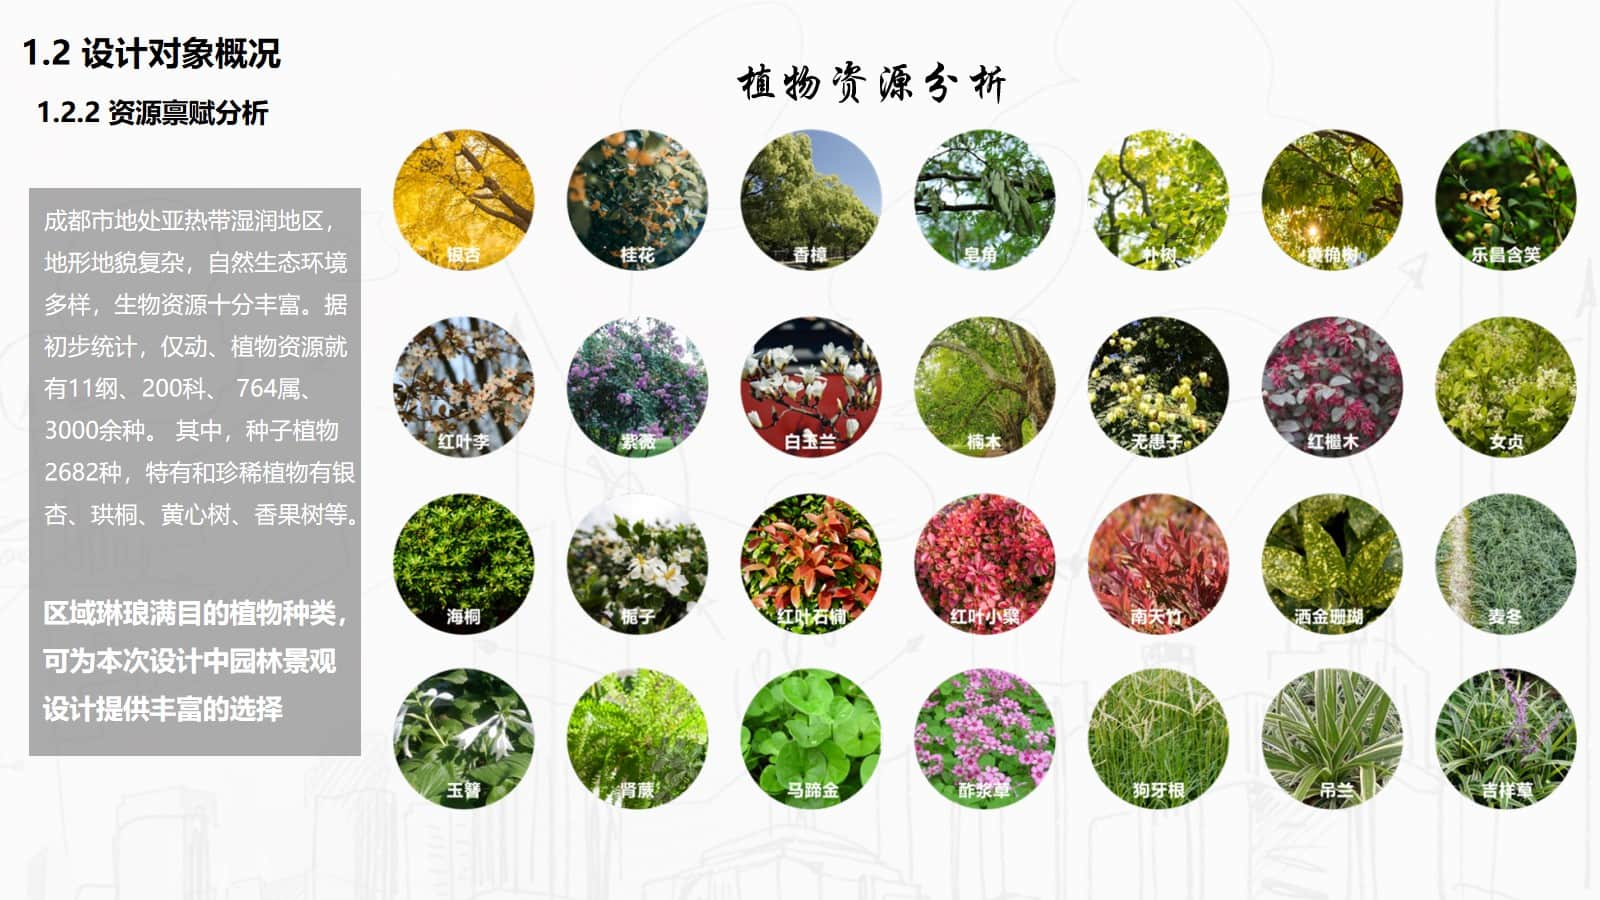 1.2 设计对象概况
1.2.2 资源禀赋分析
植物资源分析
成都市地处亚热带湿润地区，
地形地貌复杂，自然生态环境
多样，生物资源十分丰富。据
初步统计，仅动、植物资源就
有11纲、200科、 764属、
3000余种。 其中，种子植物
2682种，特有和珍稀植物有银
杏、珙桐、黄心树、香果树等。
区域琳琅满目的植物种类，
可为本次设计中园林景观
设计提供丰富的选择
银杏
桂花
香樟
皂角
朴树
黄桷树
乐昌含笑
红叶李
紫薇
白玉兰
楠木
无患子
红檵木
女贞
海桐
栀子
红叶石楠
红叶小檗
南天竹
洒金珊瑚
麦冬
玉簪
肾蕨
马蹄金
酢浆草
狗牙根
吊兰
吉祥草